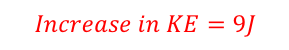 Increase in KE = 9J